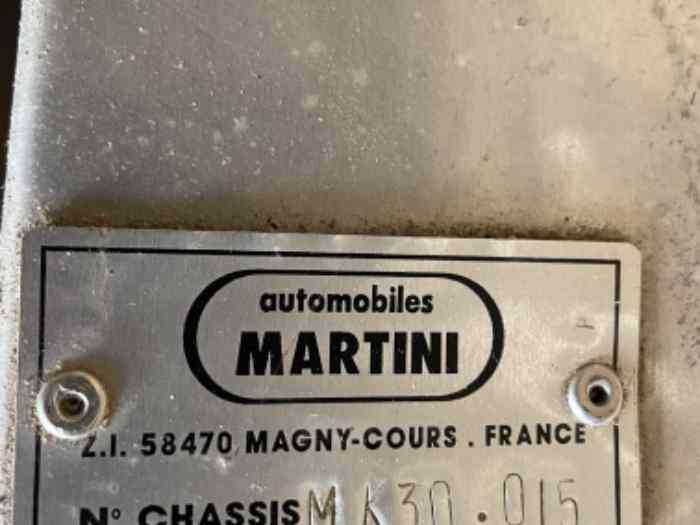 automobiles
MARTINI
Z.I. 58470 MAGNY-COURS . FRANCE
N° CHASSIS MK30.015